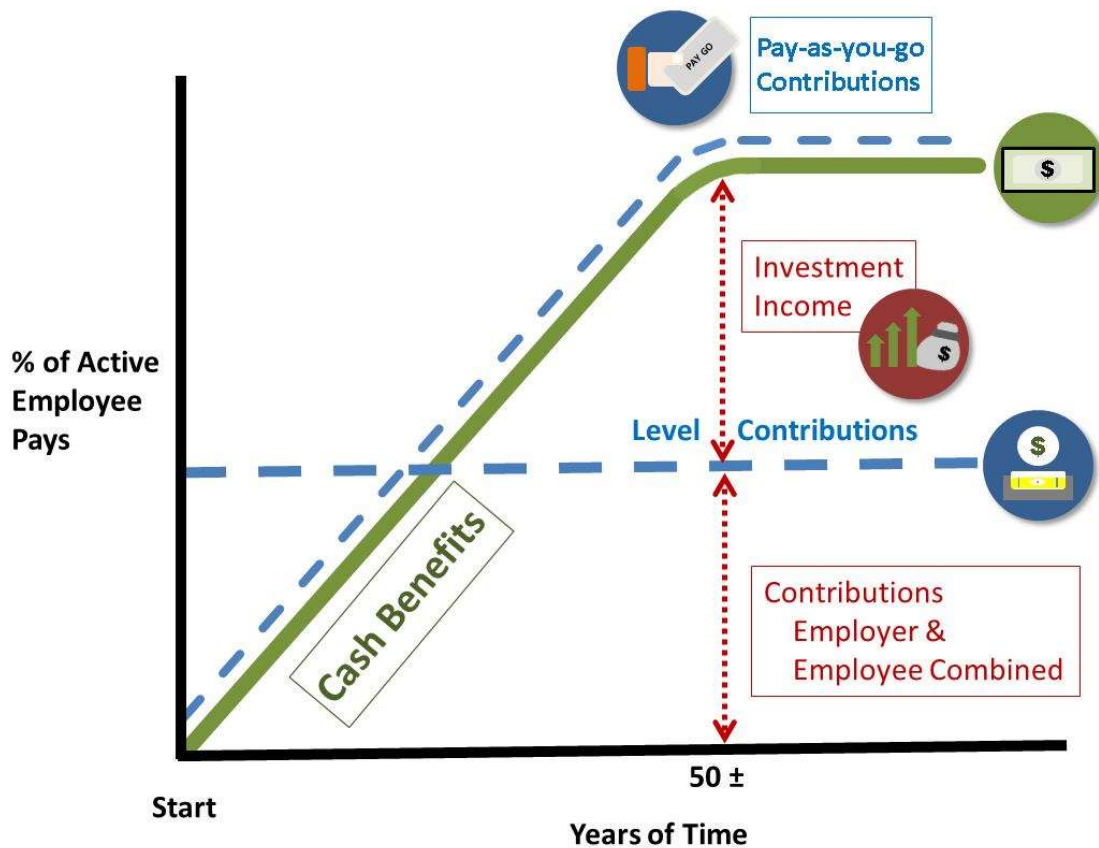 PAY GO
Pay-as-you-go
Contributions
$
Investment
Income
$
% of Active
Employee
Pays
Level Contributions
$
Cash Benefits
Contributions
Employer &
Employee Combined
50 ±
Start
Years of Time